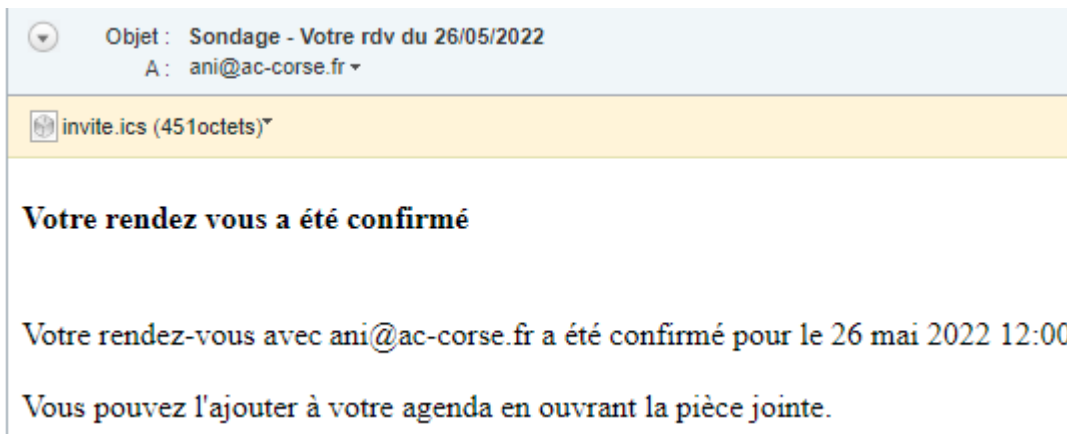 Objet : Sondage - Votre rdv du 26/05/2022
A : ani@ac-corse.fr
invite.ics (451octets)
Votre rendez vous a été confirmé
Votre rendez-vous avec ani@ac-corse.fr a été confirmé pour le 26 mai 2022 12:00
Vous pouvez l'ajouter à votre agenda en ouvrant la pièce jointe.